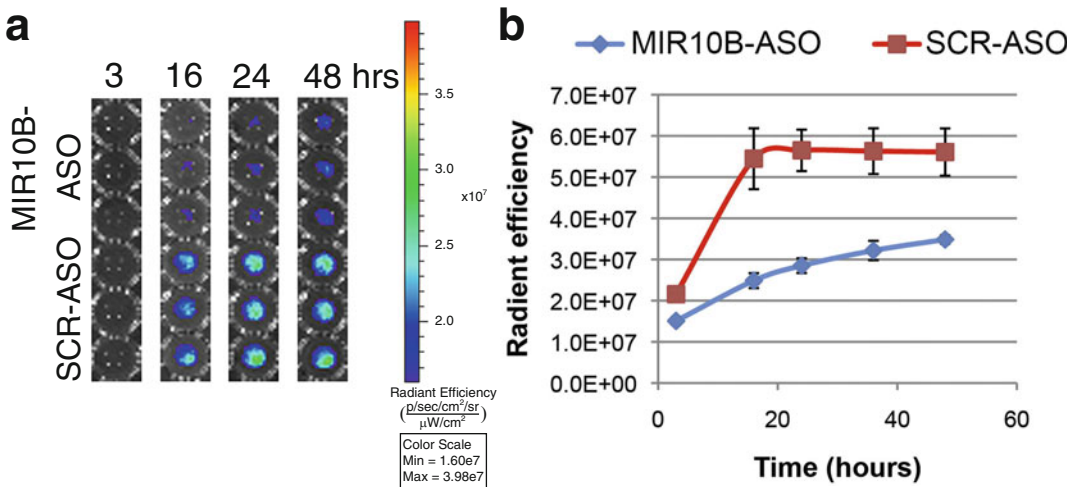 a
3 16 24 48 hrs
MIR10B-
ASO
SCR-ASO
3.5
3.0
x10⁷
2.5
2.0
Radiant Efficiency
(p/sec/cm²/sr
μW/cm²)
Color Scale
Min = 1.60e7
Max = 3.98e7
b
MIR10B-ASO SCR-ASO
7.0E+07
6.0E+07
5.0E+07
4.0E+07
3.0E+07
2.0E+07
1.0E+07
0.0E+00
Radient efficiency
0 20 40 60
Time (hours)